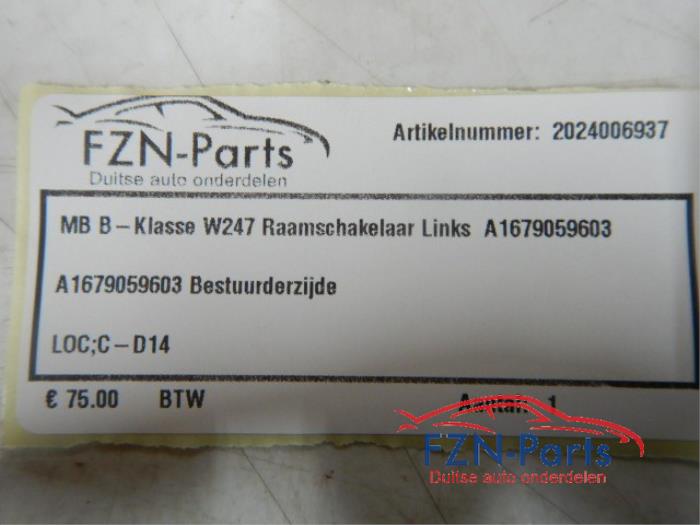 FZN-Parts
Duitse auto onderdelen
Artikelnummer: 2024006937
MB B-Klasse W247 Raamschakelaar Links A1679059603
A1679059603 Bestuurderzijde
LOC;C-D14
€ 75.00 BTW Aantal: 1
FZN-Parts
Duitse auto onderdelen